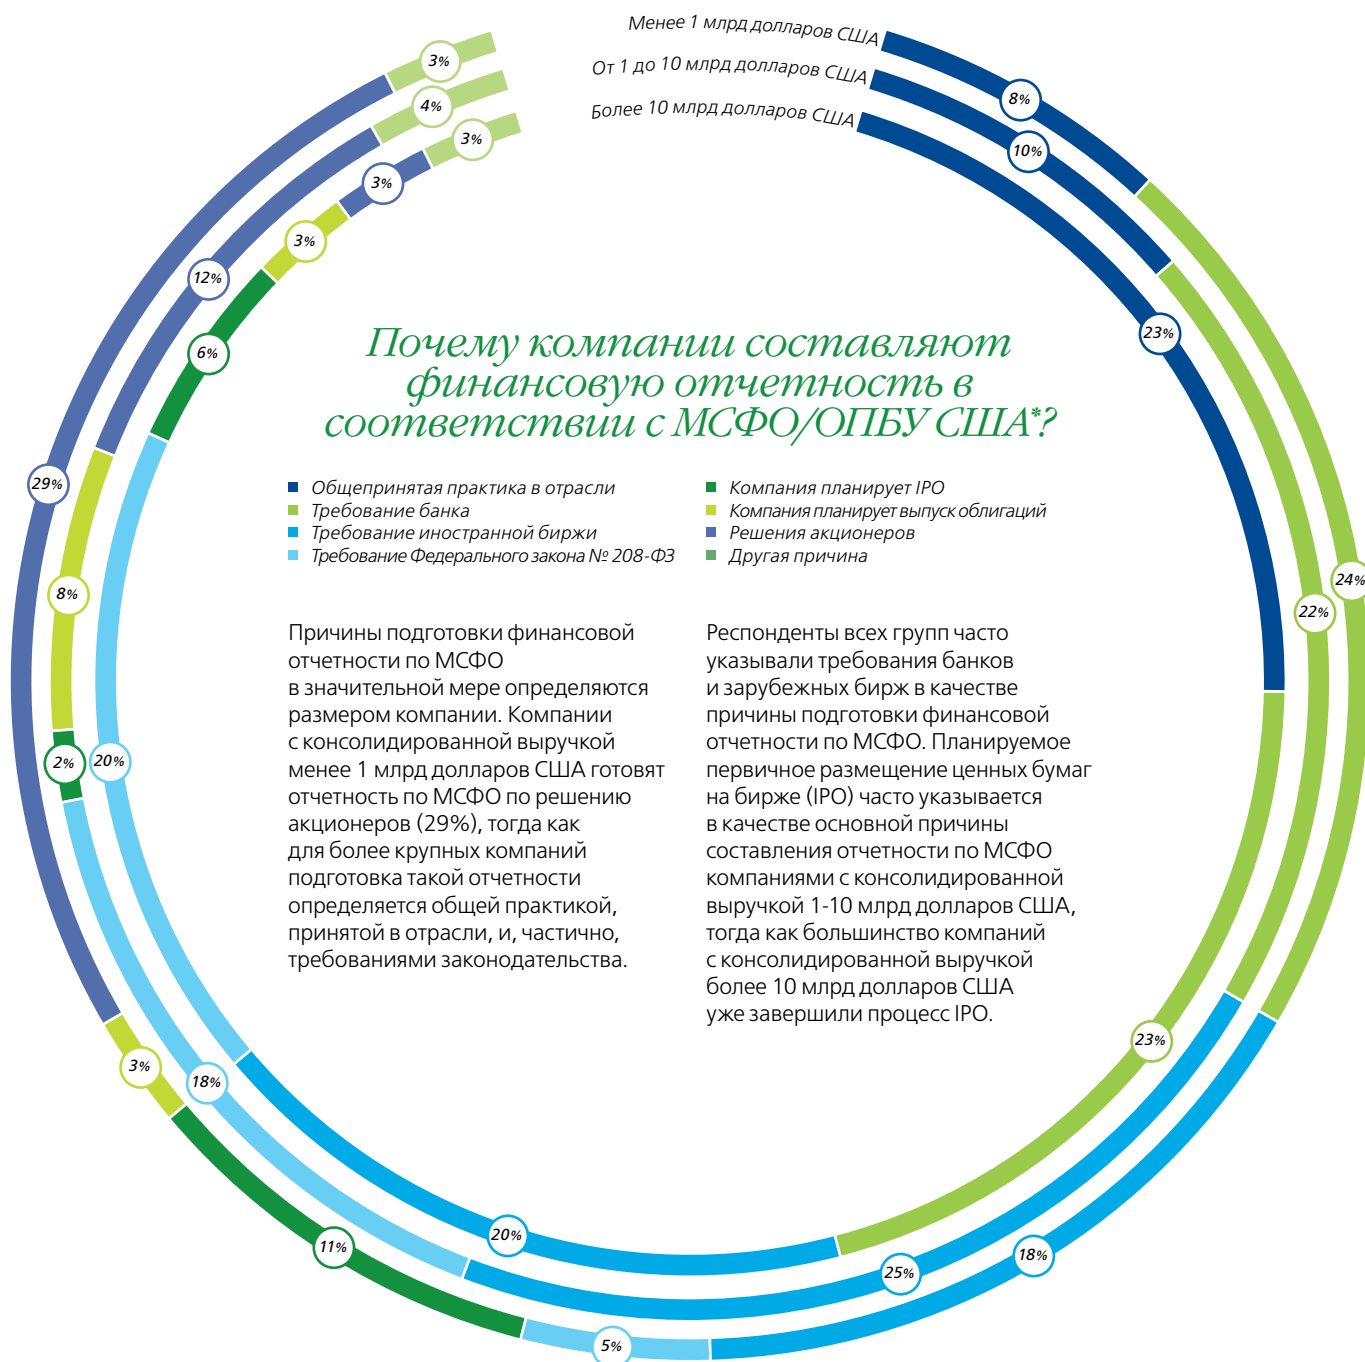 Менее 1 млрд долларов США
От 1 до 10 млрд долларов США
Более 10 млрд долларов США
3%
4%
3%
3%
3%
12%
6%
29%
8%
2%
20%
3%
18%
11%
5%
20%
25%
18%
23%
22%
24%
23%
10%
8%
Почему компании составляют
финансовую отчетность в
соответствии с МСФО/ОПБУ США*?
Общепринятая практика в отрасли
Требование банка
Требование иностранной биржи
Требование Федерального закона № 208-ФЗ
Компания планирует IPO
Компания планирует выпуск облигаций
Решения акционеров
Другая причина
Причины подготовки финансовой
отчетности по МСФО
в значительной мере определяются
размером компании. Компании
с консолидированной выручкой
менее 1 млрд долларов США готовят
отчетность по МСФО по решению
акционеров (29%), тогда как
для более крупных компаний
подготовка такой отчетности
определяется общей практикой,
принятой в отрасли, и, частично,
требованиями законодательства.
Респонденты всех групп часто
указывали требования банков
и зарубежных бирж в качестве
причины подготовки финансовой
отчетности по МСФО. Планируемое
первичное размещение ценных бумаг
на бирже (IPO) часто указывается
в качестве основной причины
составления отчетности по МСФО
компаниями с консолидированной
выручкой 1-10 млрд долларов США,
тогда как большинство компаний
с консолидированной выручкой
более 10 млрд долларов США
уже завершили процесс IPO.